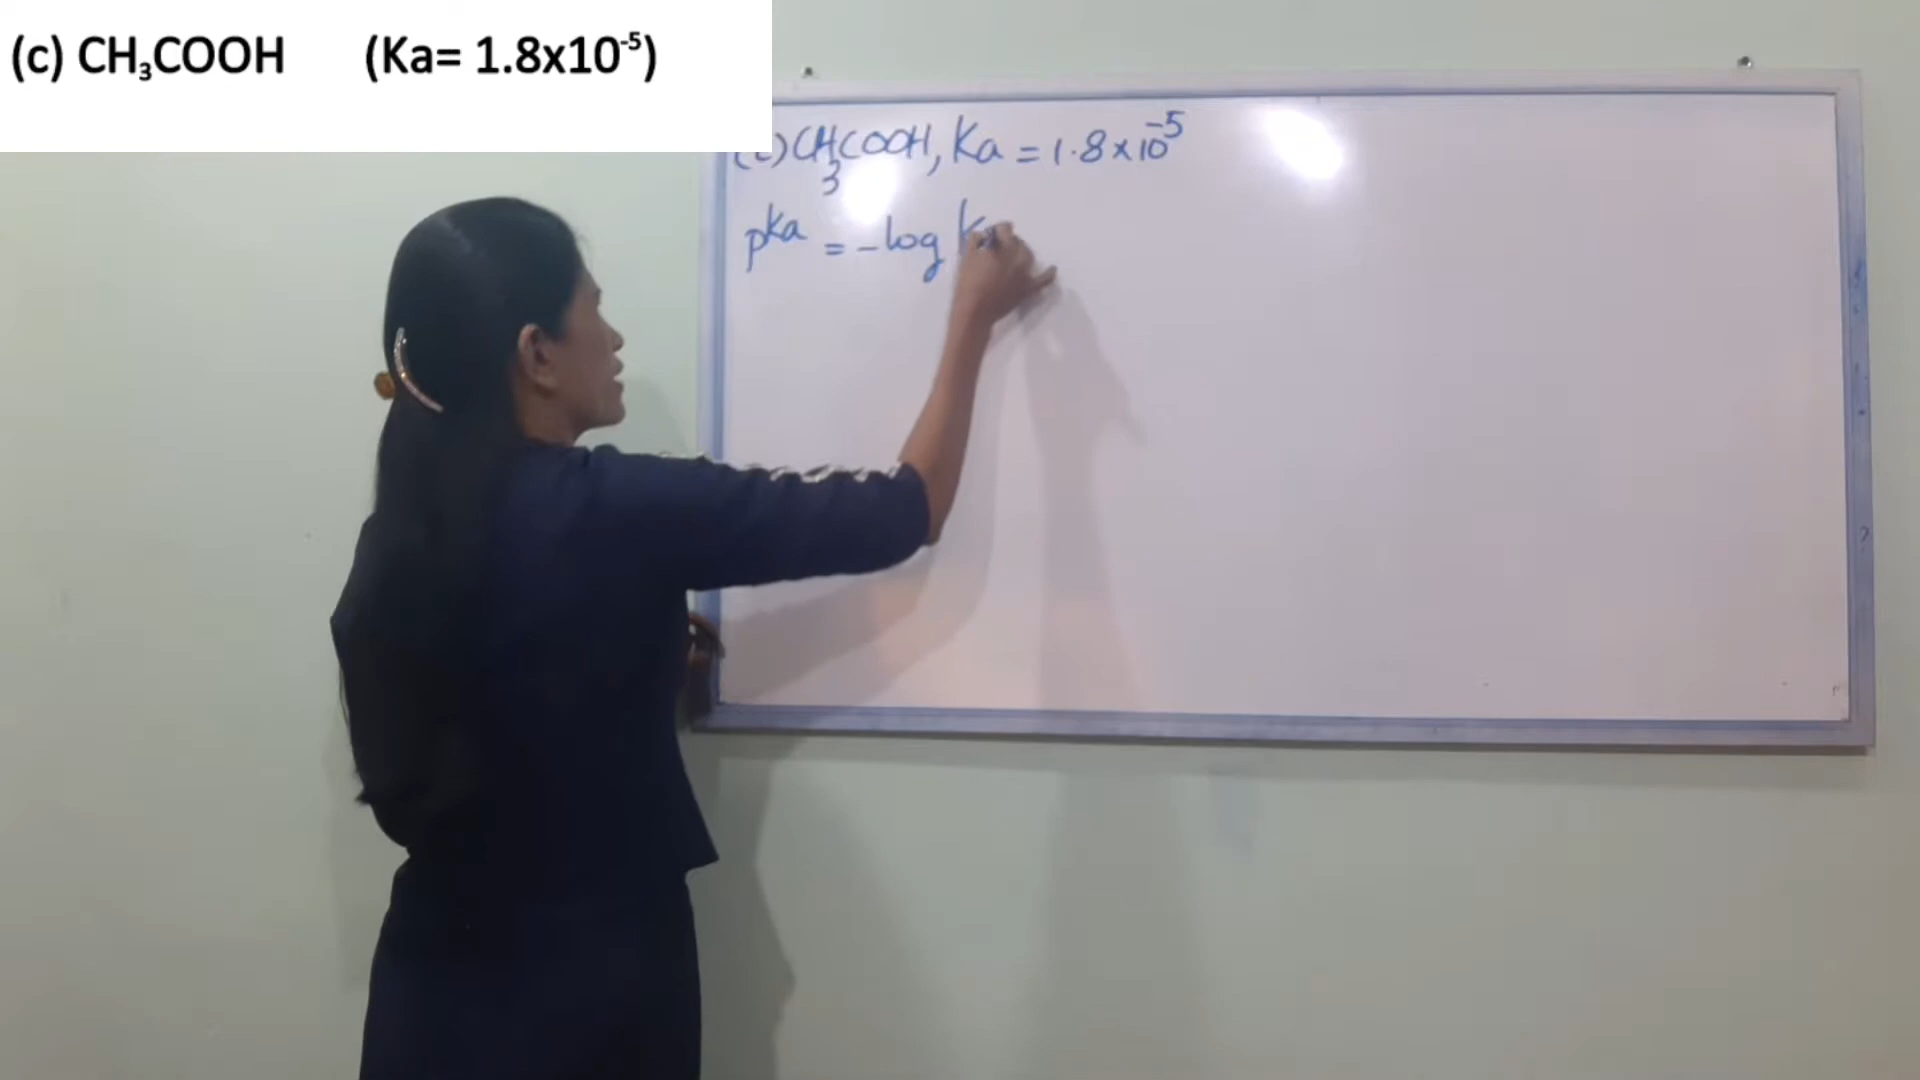 (c) CH₃COOH (Ka= 1.8x10⁻⁵)
(c) CH₃COOH, Ka = 1.8 × 10⁻⁵
pKa = -log Ka